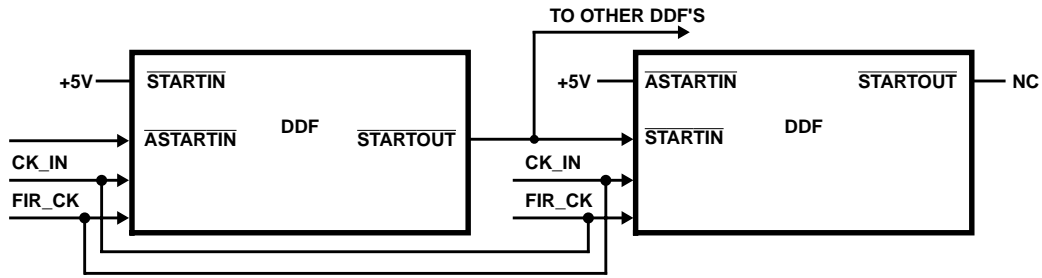 TO OTHER DDF'S
+5V
STARTIN
DDF
ASTARTIN
STARTOUT
CK_IN
FIR_CK
+5V
ASTARTIN
STARTOUT
NC
DDF
STARTIN
CK_IN
FIR_CK